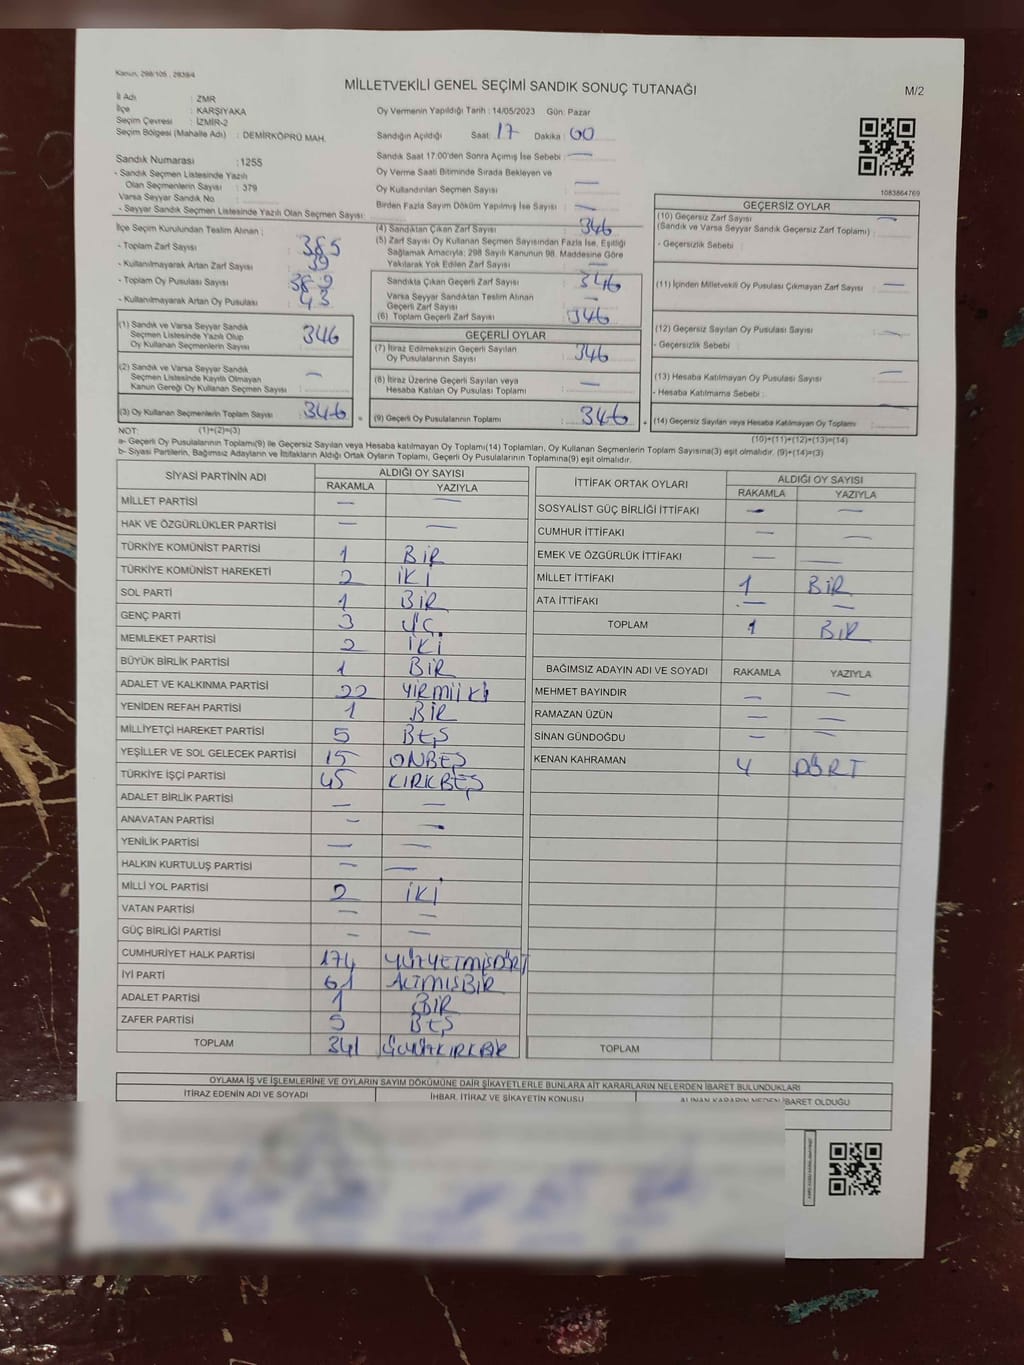 Kanun, 298/105 , 2839/4
MİLLETVEKİLİ GENEL SEÇİMİ SANDIK SONUÇ TUTANAĞI
M/2
İl Adı : ZMR
İlçe : KARŞIYAKA
Seçim Çevresi : İZMİR-2
Seçim Bölgesi (Mahalle Adı) : DEMİRKÖPRÜ MAH.
Oy Vermenin Yapıldığı Tarih : 14/05/2023 Gün: Pazar
Sandığın Açıldığı Saat: 17 Dakika : 00
Sandık Saat 17:00'den Sonra Açımış İse Sebebi : —
Oy Verme Saati Bitiminde Sırada Bekleyen ve
Oy Kullandırılan Seçmen Sayısı —
Birden Fazla Sayım Döküm Yapılmış İse Sayısı : —
Sandık Numarası : 1255
- Sandık Seçmen Listesinde Yazılı
Olan Seçmenlerin Sayısı : 379
Varsa Seyyar Sandık No
- Seyyar Sandık Seçmen Listesinde Yazılı Olan Seçmen Sayısı :
1083864769
İlçe Seçim Kurulundan Teslim Alınan ;
- Toplam Zarf Sayısı : 385
- Kullanılmayarak Artan Zarf Sayısı : 39
- Toplam Oy Pusulası Sayısı : 389
- Kullanılmayarak Artan Oy Pusulası : 43
(1) Sandık ve Varsa Seyyar Sandık
Seçmen Listesinde Yazılı Olup
Oy Kullanan Seçmenlerin Sayısı 346
(2) Sandık ve Varsa Seyyar Sandık
Seçmen Listesinde Kayıtlı Olmayan
Kanun Gereği Oy Kullanan Seçmen Sayısı : —
(3) Oy Kullanan Seçmenlerin Toplam Sayısı : 346 =
(4) Sandıktan Çıkan Zarf Sayısı : 346
(5) Zarf Sayısı Oy Kullanan Seçmen Sayısından Fazla İse, Eşitliği
Sağlamak Amacıyla; 298 Sayılı Kanunun 98. Maddesine Göre
Yakılarak Yok Edilen Zarf Sayısı : —
Sandıkta Çıkan Geçerli Zarf Sayısı : 346
Varsa Seyyar Sandıktan Teslim Alınan
Geçerli Zarf Sayısı —
(6) Toplam Geçerli Zarf Sayısı : 346
GEÇERLİ OYLAR
(7) İtiraz Edilmeksizin Geçerli Sayılan
Oy Pusulalarının Sayısı 346
(8) İtiraz Üzerine Geçerli Sayılan veya
Hesaba Katılan Oy Pusulası Toplamı : —
(9) Geçerli Oy Pusulalarının Toplamı : 346 +
GEÇERSİZ OYLAR
(10) Geçersiz Zarf Sayısı
(Sandık ve Varsa Seyyar Sandık Geçersiz Zarf Toplamı) : —
- Geçersizlik Sebebi :
(11) İçinden Milletvekili Oy Pusulası Çıkmayan Zarf Sayısı : —
(12) Geçersiz Sayılan Oy Pusulası Sayısı : —
- Geçersizlik Sebebi :
(13) Hesaba Katılmayan Oy Pusulası Sayısı : —
- Hesaba Katılmama Sebebi : —
(14) Geçersiz Sayılan veya Hesaba Katılmayan Oy Toplamı :
NOT: (1)+(2)=(3)
(10)+(11)+(12)+(13)=(14)
a- Geçerli Oy Pusulalarının Toplamı(9) ile Geçersiz Sayılan veya Hesaba katılmayan Oy Toplamı(14) Toplamları, Oy Kullanan Seçmenlerin Toplam Sayısına(3) eşit olmalıdır. (9)+(14)=(3)
b- Siyasi Partilerin, Bağımsız Adayların ve İttifakların Aldığı Ortak Oyların Toplamı, Geçerli Oy Pusulalarının Toplamına(9) eşit olmalıdır.
SİYASİ PARTİNİN ADI ALDIĞI OY SAYISI
RAKAMLA YAZIYLA
MİLLET PARTİSİ — —
HAK VE ÖZGÜRLÜKLER PARTİSİ — —
TÜRKİYE KOMÜNİST PARTİSİ 1 BİR
TÜRKİYE KOMÜNİST HAREKETİ 2 İKİ
SOL PARTİ 1 BİR
GENÇ PARTİ 3 ÜÇ
MEMLEKET PARTİSİ 2 İKİ
BÜYÜK BİRLİK PARTİSİ 1 BİR
ADALET VE KALKINMA PARTİSİ 22 YİRMİİKİ
YENİDEN REFAH PARTİSİ 1 BİR
MİLLİYETÇİ HAREKET PARTİSİ 5 BEŞ
YEŞİLLER VE SOL GELECEK PARTİSİ 15 ONBEŞ
TÜRKİYE İŞÇİ PARTİSİ 45 KIRKBEŞ
ADALET BİRLİK PARTİSİ — —
ANAVATAN PARTİSİ — —
YENİLİK PARTİSİ — —
HALKIN KURTULUŞ PARTİSİ — —
MİLLİ YOL PARTİSİ 2 İKİ
VATAN PARTİSİ — —
GÜÇ BİRLİĞİ PARTİSİ — —
CUMHURİYET HALK PARTİSİ 174 YÜZYETMİŞDÖRT
İYİ PARTİ 61 ALTMIŞBİR
ADALET PARTİSİ 1 BİR
ZAFER PARTİSİ 5 BEŞ
TOPLAM 341 ÜÇYÜZKIRKBİR
İTTİFAK ORTAK OYLARI ALDIĞI OY SAYISI
RAKAMLA YAZIYLA
SOSYALİST GÜÇ BİRLİĞİ İTTİFAKI — —
CUMHUR İTTİFAKI — —
EMEK VE ÖZGÜRLÜK İTTİFAKI — —
MİLLET İTTİFAKI 1 BİR
ATA İTTİFAKI — —
TOPLAM 1 BIR
BAĞIMSIZ ADAYIN ADI VE SOYADI RAKAMLA YAZIYLA
MEHMET BAYINDIR — —
RAMAZAN ÜZÜN — —
SİNAN GÜNDOĞDU — —
KENAN KAHRAMAN 4 DÖRT
TOPLAM
OYLAMA İŞ VE İŞLEMLERİNE VE OYLARIN SAYIM DÖKÜMÜNE DAİR ŞİKAYETLERLE BUNLARA AİT KARARLARIN NELERDEN İBARET BULUNDUKLARI
İTİRAZ EDENİN ADI VE SOYADI İHBAR, İTİRAZ VE ŞİKAYETİN KONUSU ALINAN KARARIN NEDEN İBARET OLDUĞU